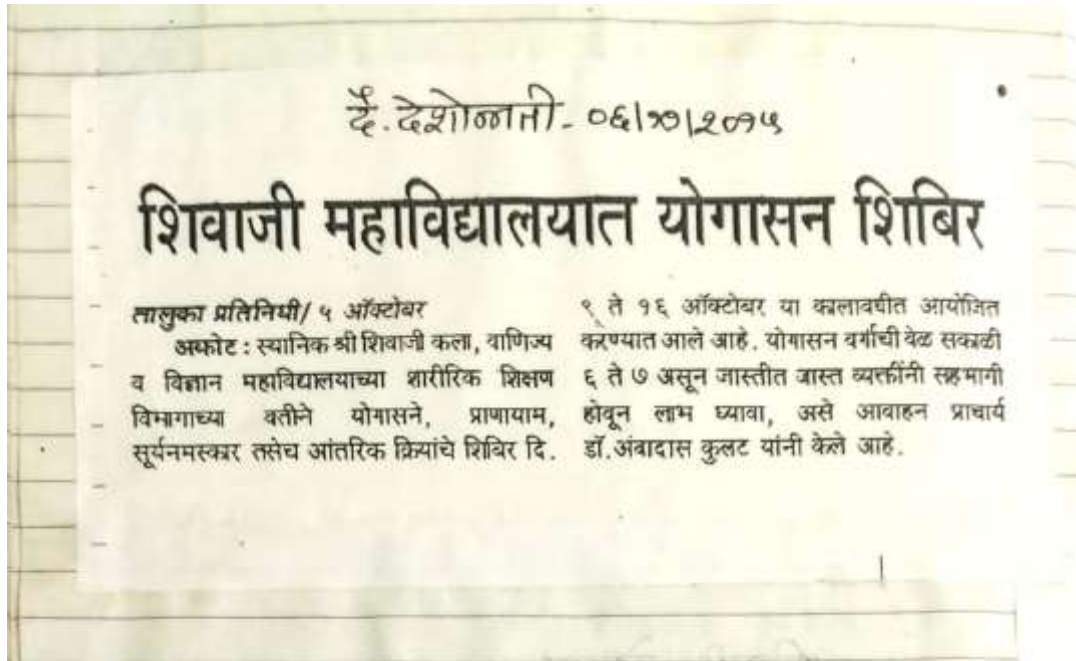 दै. देशोन्नती - ०६/११/२०१५
शिवाजी महाविद्यालयात योगासन शिबिर
तालुका प्रतिनिधी/ ५ ऑक्टोबर
अकोट : स्थानिक श्री शिवाजी कला, वाणिज्य
व विज्ञान महाविद्यालयाच्या शारीरिक शिक्षण
विभागाच्या वतीने योगासने, प्राणायाम,
सूर्यनमस्कार तसेच आंतरिक क्रियांचे शिबिर दि.
९ ते १६ ऑक्टोबर या कालावधीत आयोजित
करण्यात आले आहे. योगासन वर्गाची वेळ सकाळी
६ ते ७ असून जास्तीत जास्त व्यक्तींनी सहभागी
होवून लाभ घ्यावा, असे आवाहन प्राचार्य
डॉ.अंबादास कुलट यांनी केले आहे.